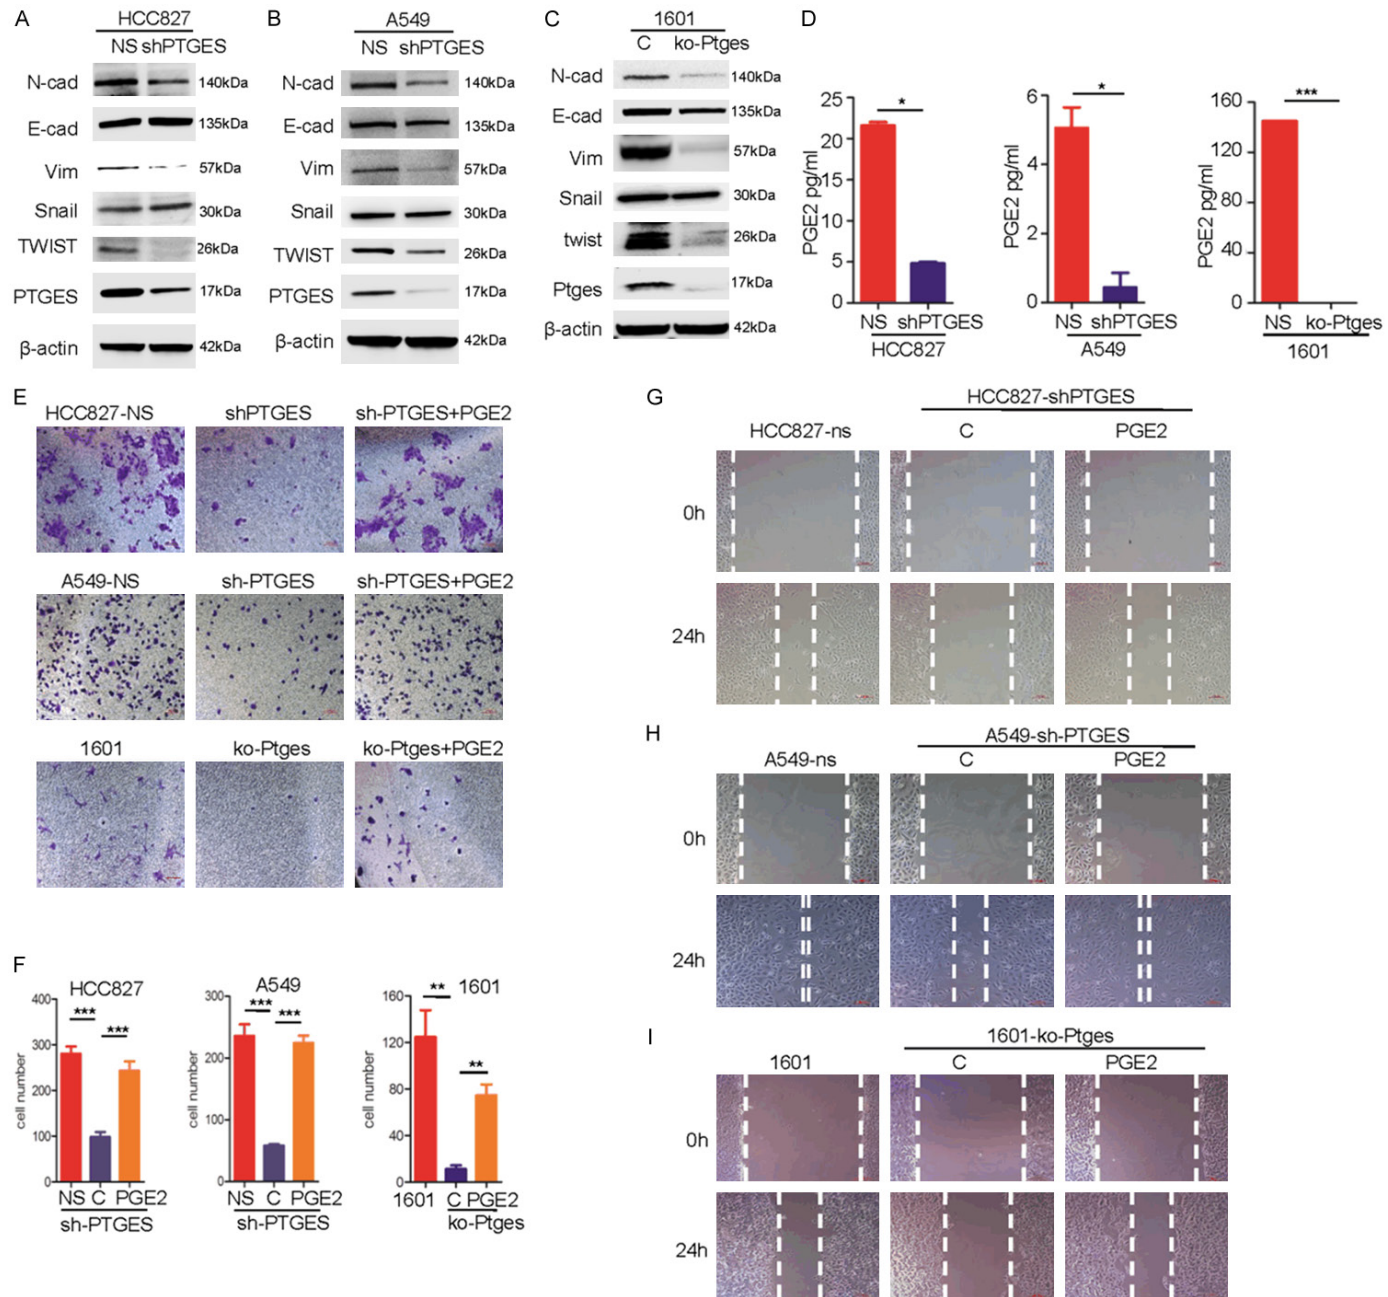 A
HCC827
NS shPTGES
N-cad 140kDa
E-cad 135kDa
Vim 57kDa
Snail 30kDa
TWIST 26kDa
PTGES 17kDa
β-actin 42kDa
B
A549
NS shPTGES
N-cad 140kDa
E-cad 135kDa
Vim 57kDa
Snail 30kDa
TWIST 26kDa
PTGES 17kDa
β-actin 42kDa
C
1601
C ko-Ptges
N-cad 140kDa
E-cad 135kDa
Vim 57kDa
Snail 30kDa
twist 26kDa
Ptges 17kDa
β-actin 42kDa
D
PGE2 pg/ml
25
20
15
10
5
0
*
NS shPTGES
HCC827
PGE2 pg/ml
6
4
2
0
*
NS shPTGES
A549
PGE2 pg/ml
160
120
80
40
0
***
NS ko-Ptges
1601
E
HCC827-NS shPTGES sh-PTGES+PGE2
A549-NS sh-PTGES sh-PTGES+PGE2
1601 ko-Ptges ko-Ptges+PGE2
F
HCC827
cell number
400
300
200
100
0
*** ***
NS C PGE2
sh-PTGES
A549
cell number
300
200
100
0
*** ***
NS C PGE2
sh-PTGES
1601
cell number
160
120
80
40
0
** **
1601 C PGE2
ko-Ptges
G
HCC827-shPTGES
HCC827-ns C PGE2
0h
24h
H
A549-sh-PTGES
A549-ns C PGE2
0h
24h
I
1601-ko-Ptges
1601 C PGE2
0h
24h